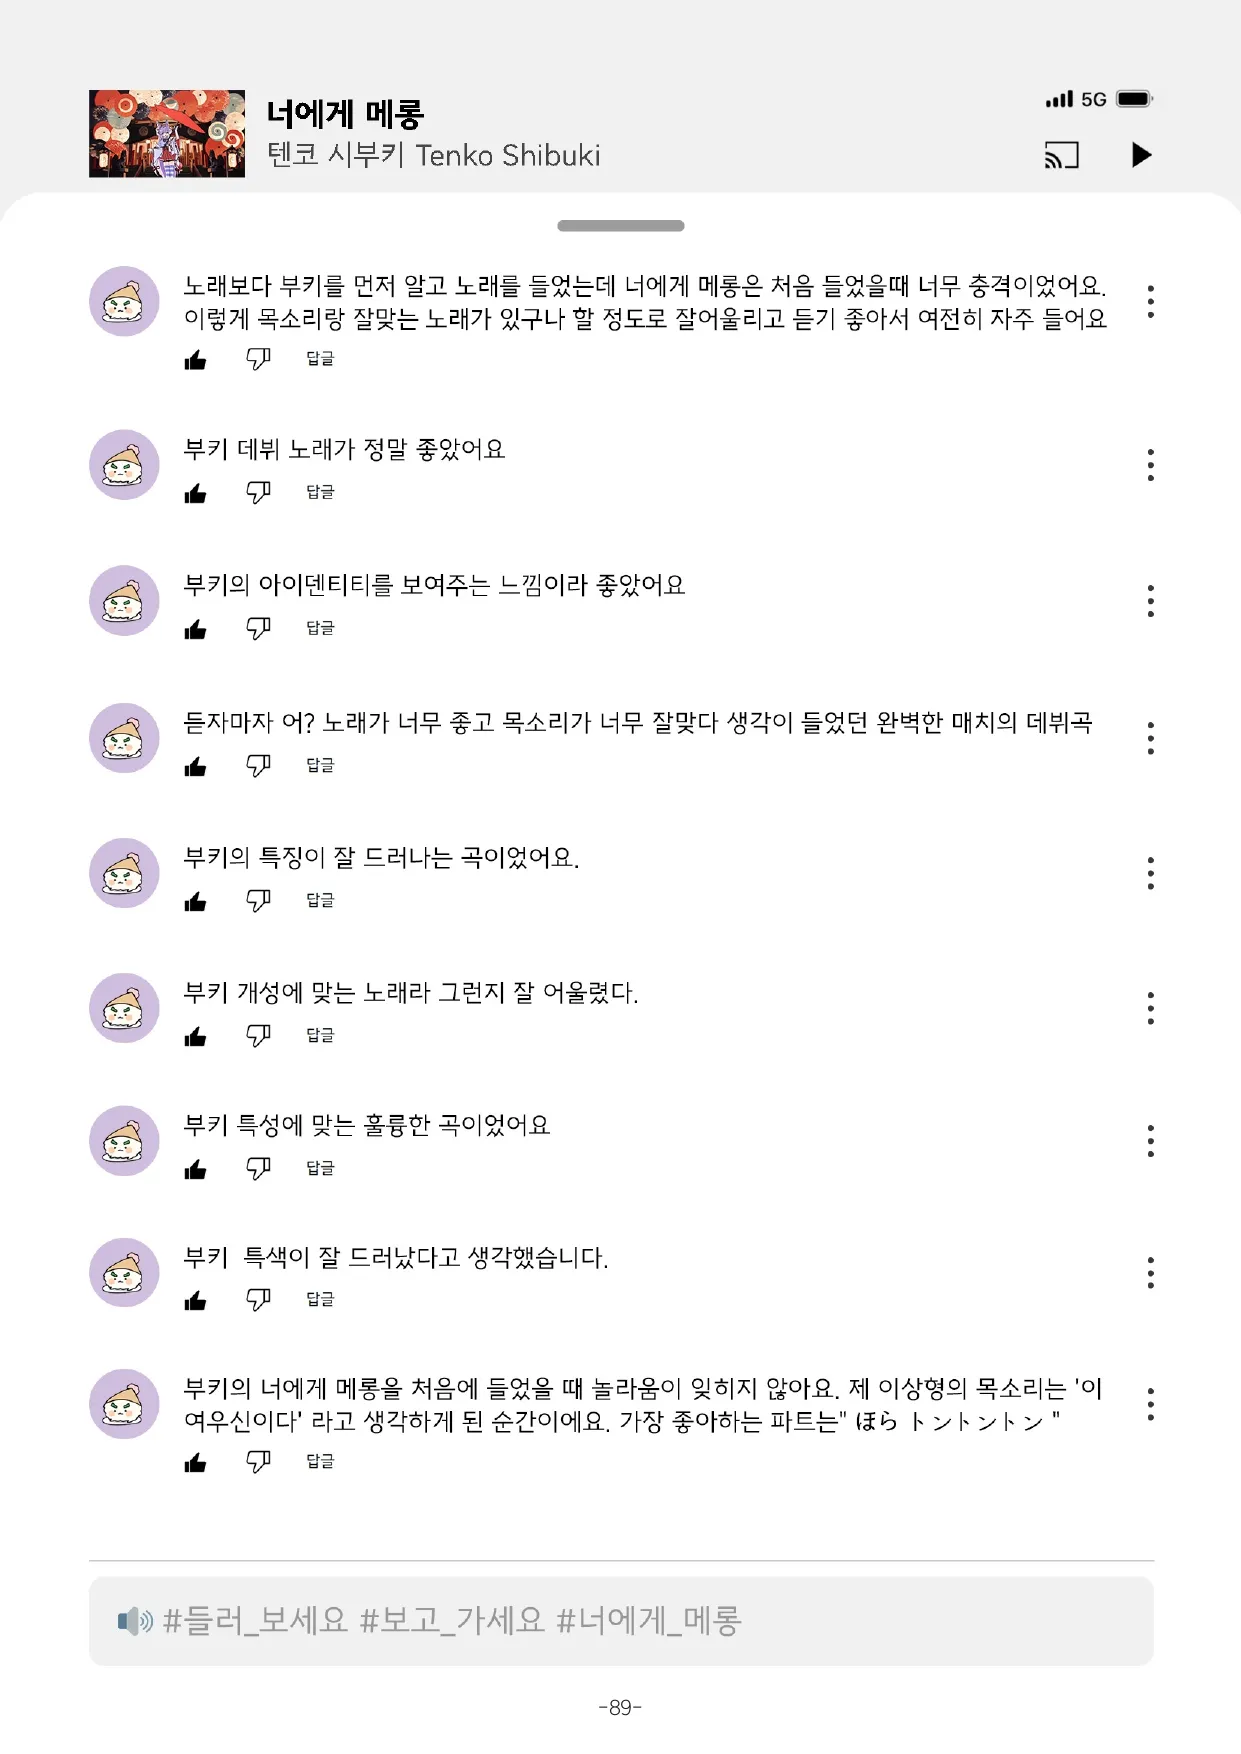 너에게 메롱
텐코 시부키 Tenko Shibuki
5G
노래보다 부키를 먼저 알고 노래를 들었는데 너에게 메롱은 처음 들었을때 너무 충격이었어요.
이렇게 목소리랑 잘맞는 노래가 있구나 할 정도로 잘어울리고 듣기 좋아서 여전히 자주 들어요
답글
부키 데뷔 노래가 정말 좋았어요
답글
부키의 아이덴티티를 보여주는 느낌이라 좋았어요
답글
듣자마자 어? 노래가 너무 좋고 목소리가 너무 잘맞다 생각이 들었던 완벽한 매치의 데뷔곡
답글
부키의 특징이 잘 드러나는 곡이었어요.
답글
부키 개성에 맞는 노래라 그런지 잘 어울렸다.
답글
부키 특성에 맞는 훌륭한 곡이었어요
답글
부키  특색이 잘 드러났다고 생각했습니다.
답글
부키의 너에게 메롱을 처음에 들었을 때 놀라움이 잊히지 않아요. 제 이상형의 목소리는 '이
여우신이다' 라고 생각하게 된 순간이에요. 가장 좋아하는 파트는" ほら トントントン "
답글
#들러_보세요 #보고_가세요 #너에게_메롱
-89-